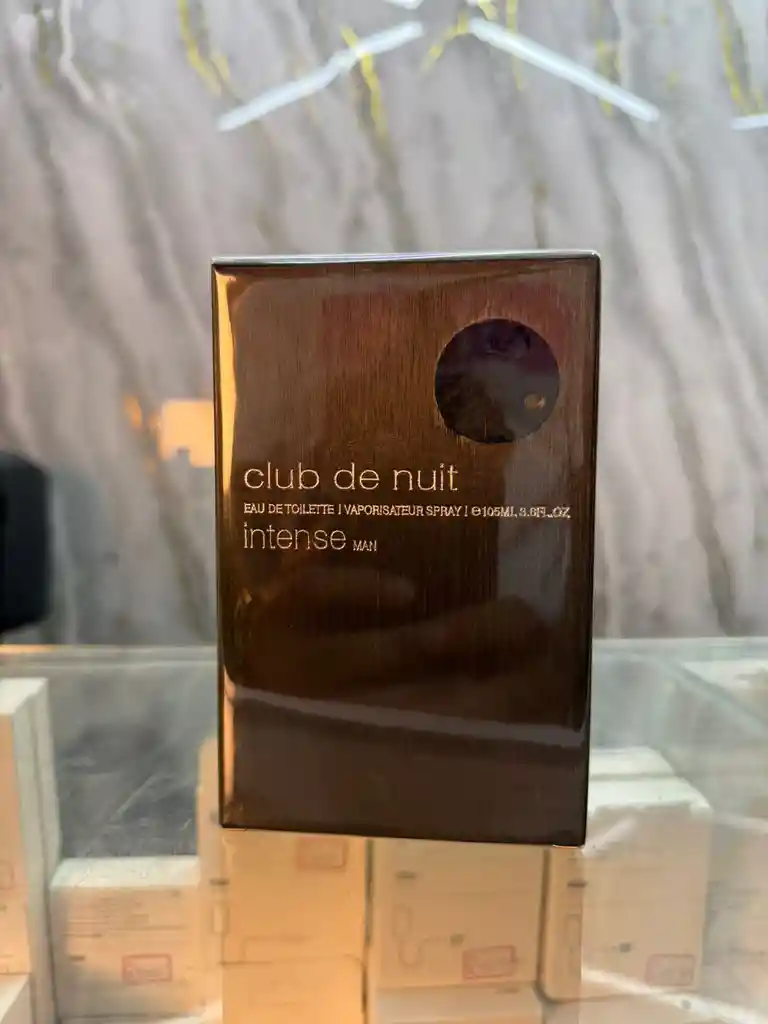 club de nuit
EAU DE TOILETTE | VAPORISATEUR SPRAY | ℮105ML 3.6FL.OZ.
intense MAN